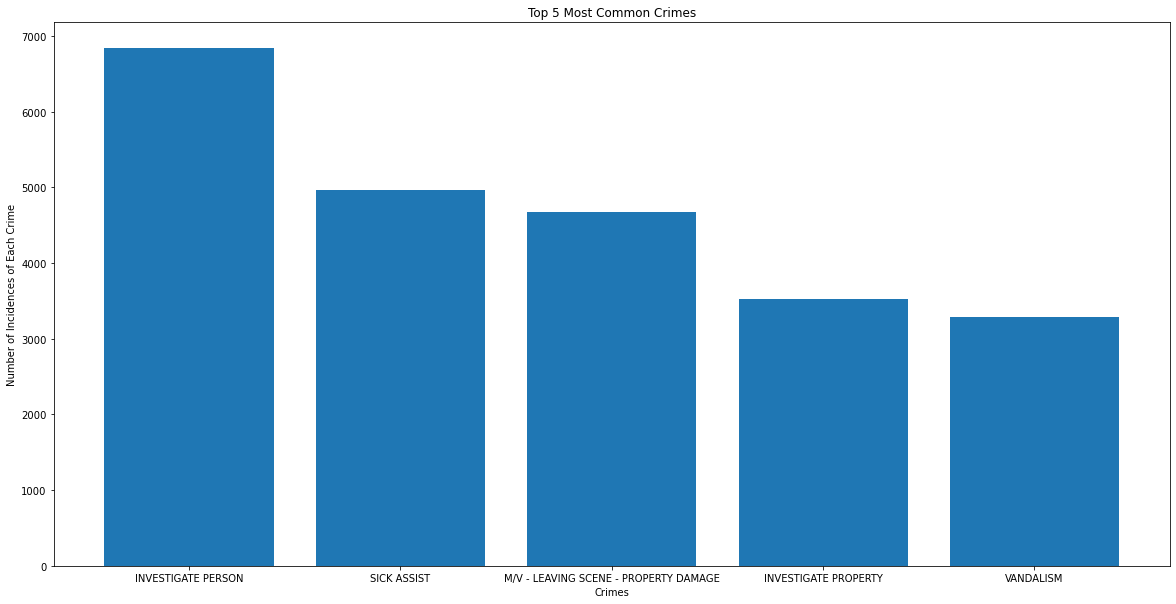 Top 5 Most Common Crimes
Number of Incidences of Each Crime
7000
6000
5000
4000
3000
2000
1000
0
INVESTIGATE PERSON
SICK ASSIST
M/V - LEAVING SCENE - PROPERTY DAMAGE
INVESTIGATE PROPERTY
VANDALISM
Crimes